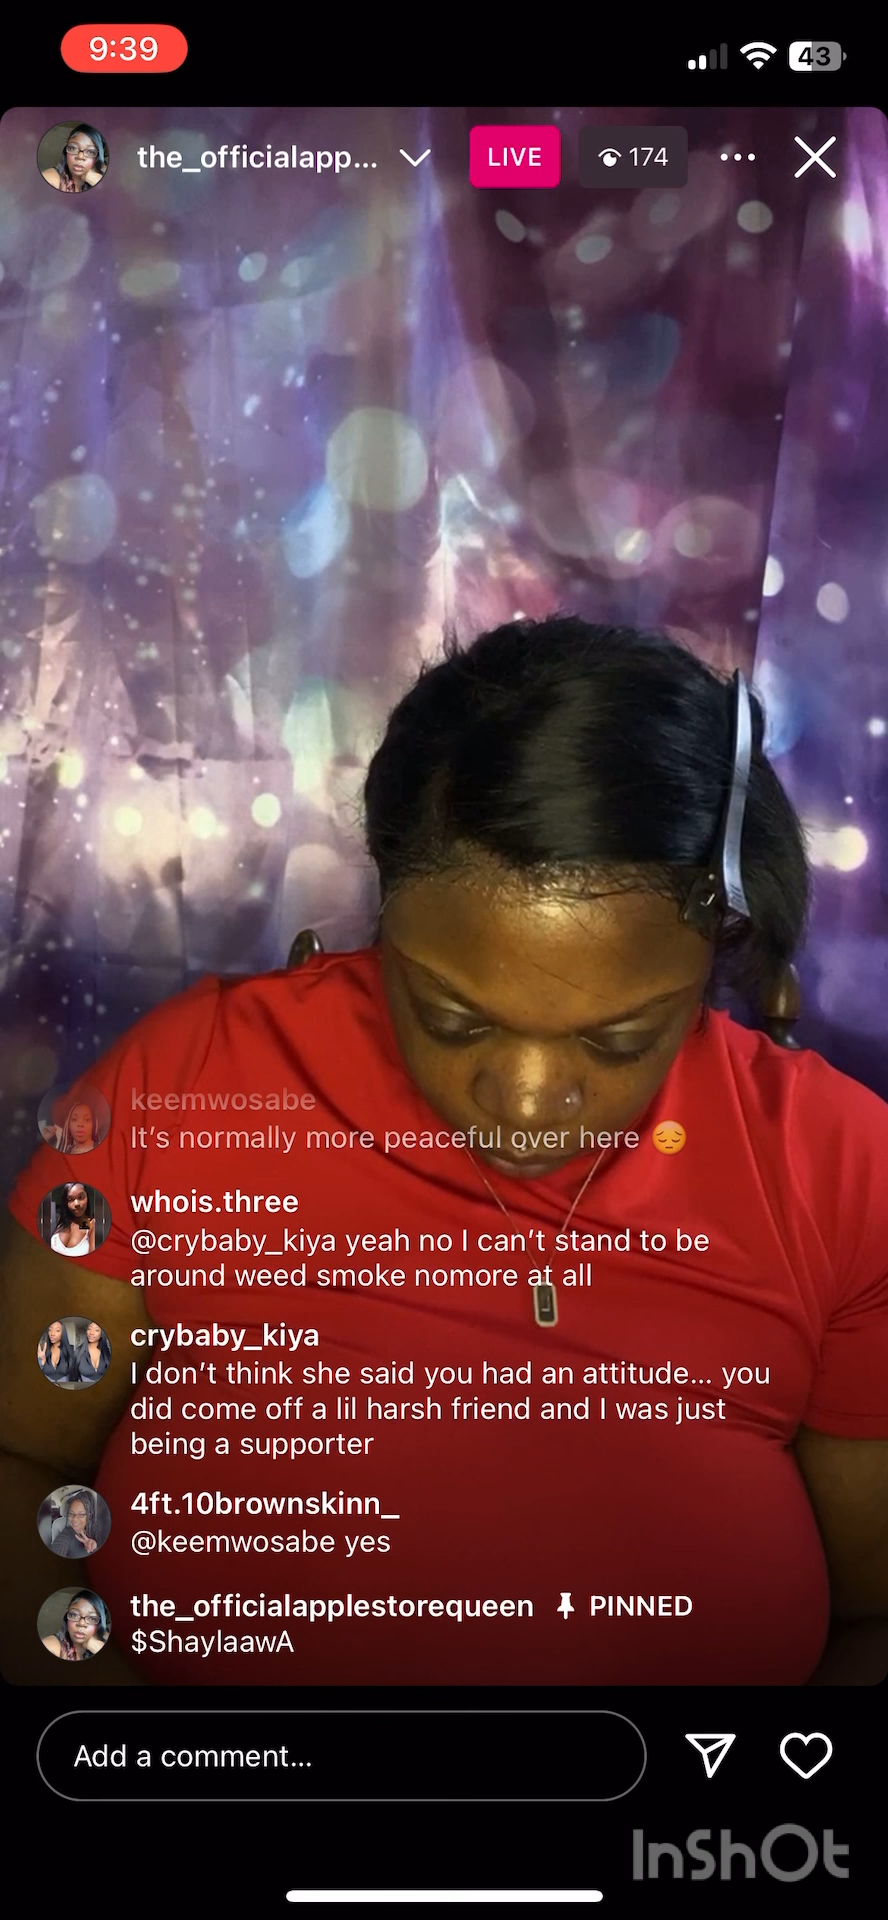 9:39
43
the_officialapp...
LIVE
174
keemwosabe
It’s normally more peaceful over here 😔
whois.three
@crybaby_kiya yeah no I can’t stand to be
around weed smoke nomore at all
crybaby_kiya
I don’t think she said you had an attitude... you
did come off a lil harsh friend and I was just
being a supporter
4ft.10brownskinn_
@keemwosabe yes
the_officialapplestorequeen PINNED
$ShaylaawA
Add a comment...
InShOt